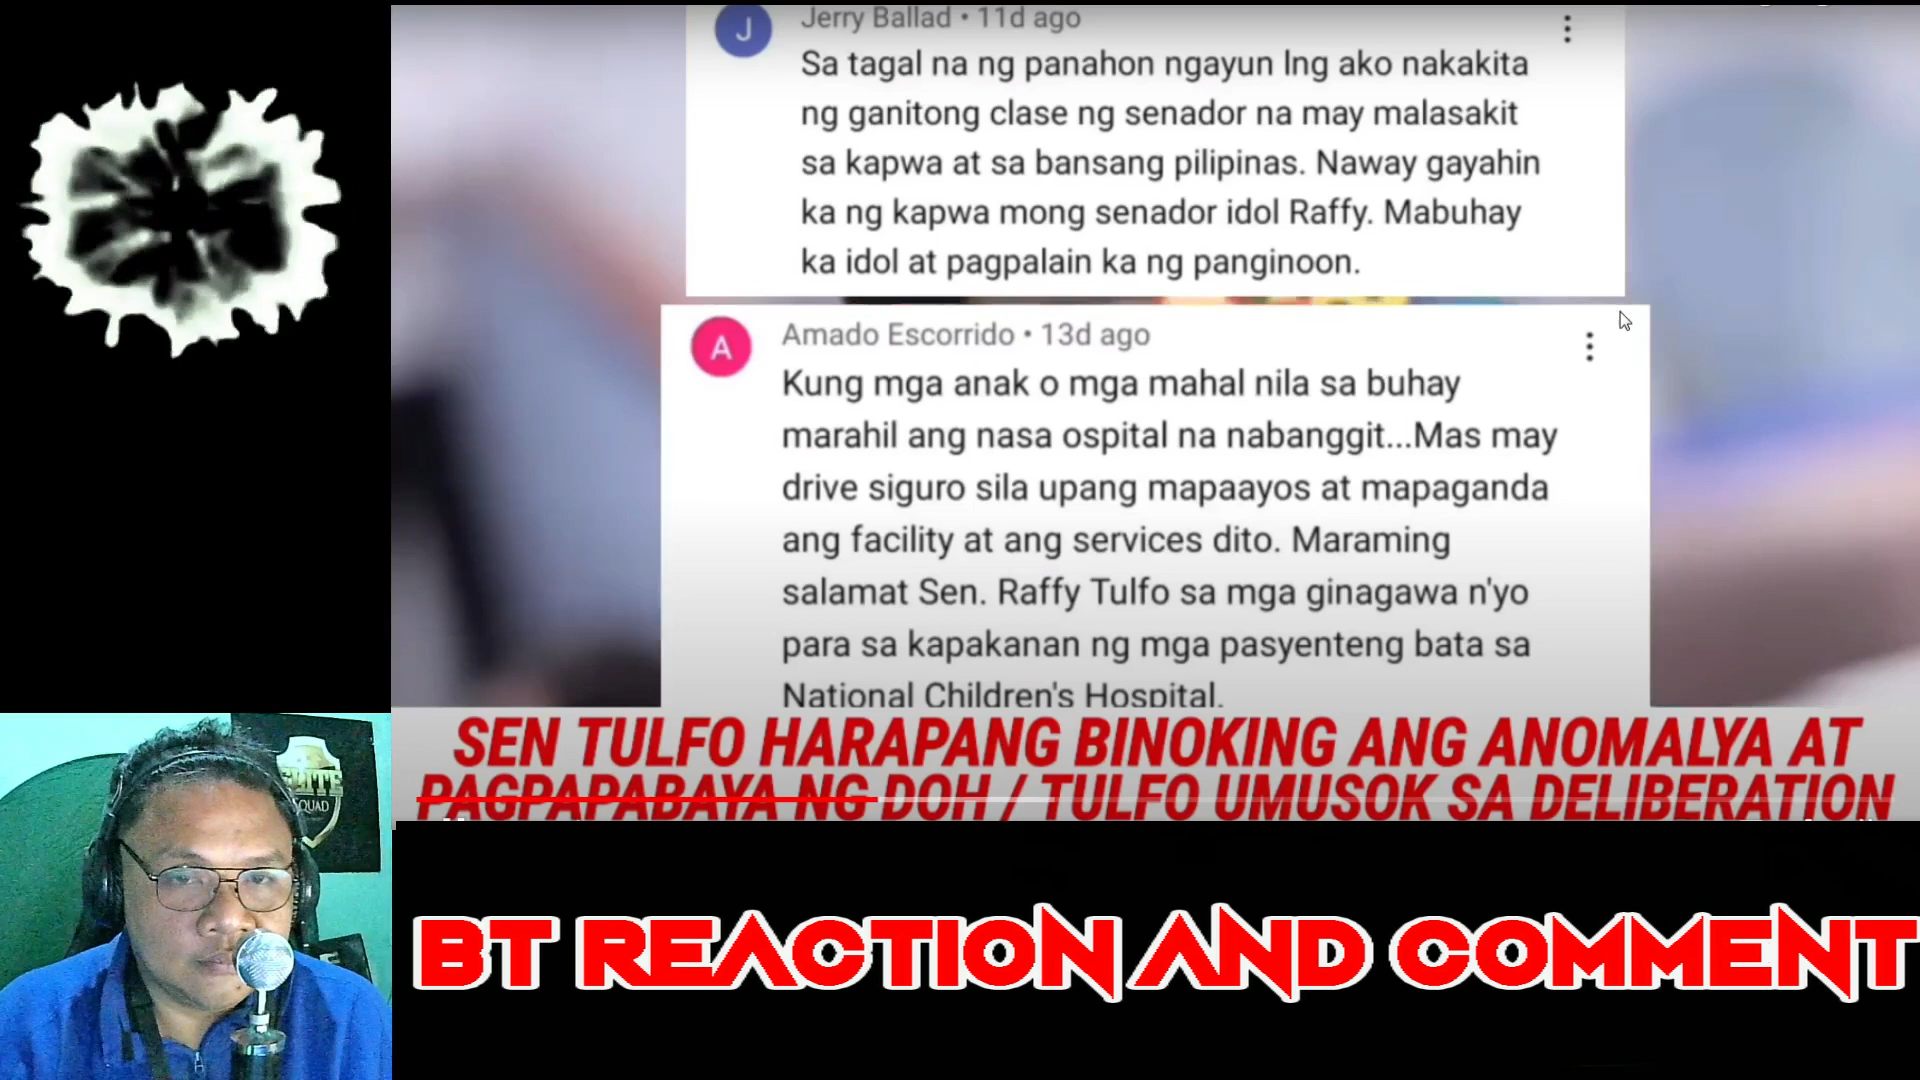 Jerry Ballad • 11d ago
Sa tagal na ng panahon ngayun lng ako nakakita
ng ganitong clase ng senador na may malasakit
sa kapwa at sa bansang pilipinas. Naway gayahin
ka ng kapwa mong senador idol Raffy. Mabuhay
ka idol at pagpalain ka ng panginoon.
Amado Escorrido • 13d ago
Kung mga anak o mga mahal nila sa buhay
marahil ang nasa ospital na nabanggit...Mas may
drive siguro sila upang mapaayos at mapaganda
ang facility at ang services dito. Maraming
salamat Sen. Raffy Tulfo sa mga ginagawa n'yo
para sa kapakanan ng mga pasyenteng bata sa
National Children's Hospital.
SEN TULFO HARAPANG BINOKING ANG ANOMALYA AT
PAGPAPABAYA NG DOH / TULFO UMUSOK SA DELIBERATION
BT REACTION AND COMMENT
J
A
ELITE
SQUAD